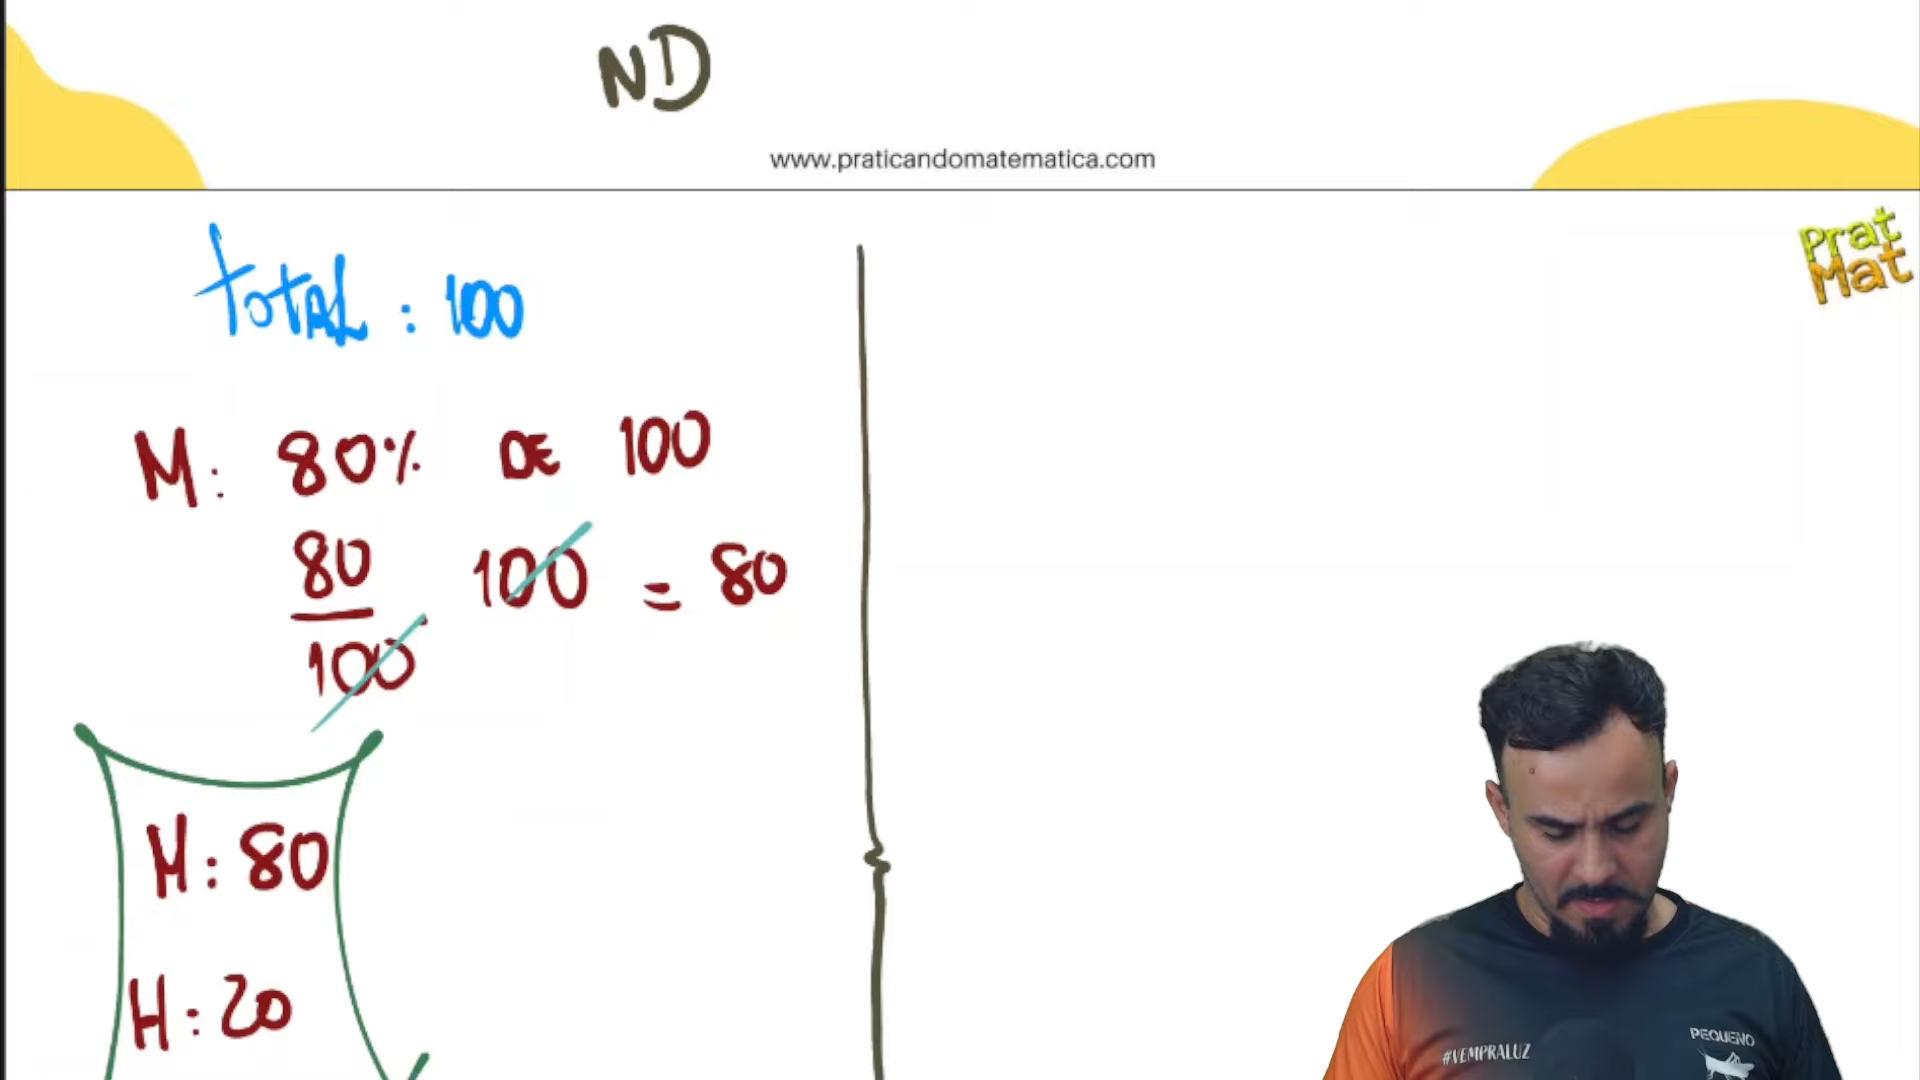 ND
www.praticandomatematica.com
Prat
Mat
TOTAL : 100
M: 80% DE 100
80
100 = 80
100
M: 80
H: 20
#VEMPRALUZ
PEQUENO